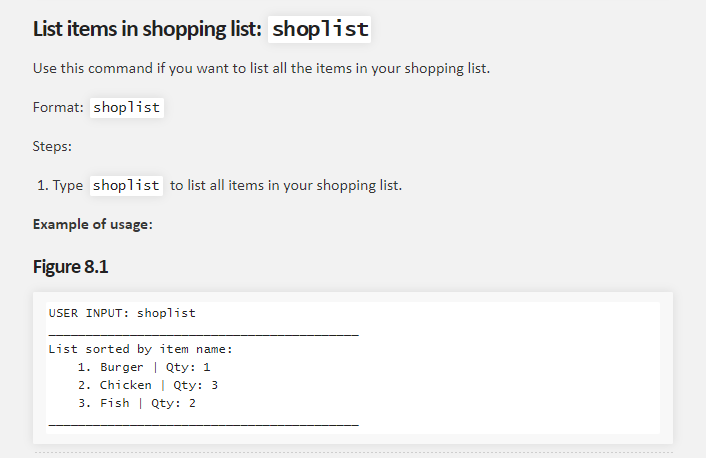 List items in shopping list: shoplist
Use this command if you want to list all the items in your shopping list.
Format: shoplist
Steps:
1. Type shoplist to list all items in your shopping list.
Example of usage:
Figure 8.1
USER INPUT: shoplist
__________________________________________
List sorted by item name:
1. Burger | Qty: 1
2. Chicken | Qty: 3
3. Fish | Qty: 2
__________________________________________